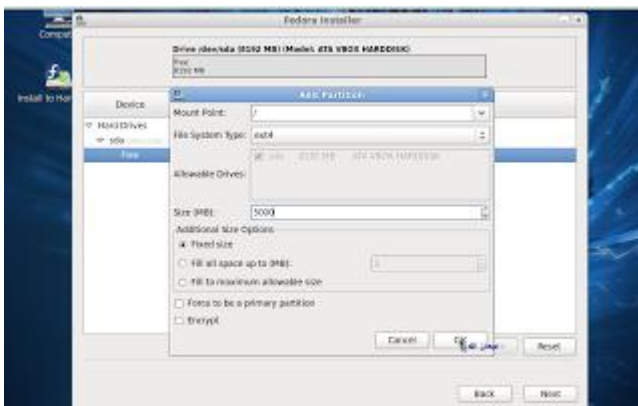 Fedora Installer
Comput
Drive /dev/sda (8192 MB) (Model: ATA VBOX HARDDISK)
Free
8192 MB
Install to Har
Device
Add Partition
Mount Point: /
Hard Drives
File System Type: ext4
sda
Free
sda 8192 MB ATA VBOX HARDDISK
Allowable Drives:
Size (MB): 5000
Additional Size Options
Fixed size
Fill all space up to (MB): 1
Fill to maximum allowable size
Force to be a primary partition
Encrypt
Cancel
Reset
Back Next